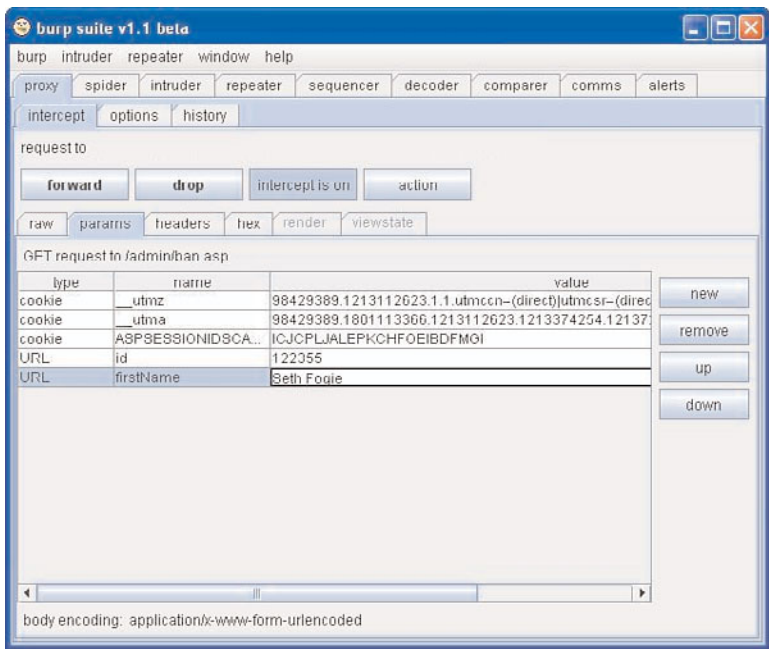 burp suite v1.1 beta
burp intruder repeater window help
proxy spider intruder repeater sequencer decoder comparer comms alerts
intercept options history
request to
forward drop intercept is on action
raw params headers hex render viewstate
GET request to /admin/ban.asp
type name value
cookie __utmz 98429389.1213112623.1.1.utmccn=(direct)|utmcsr=(direc
cookie __utma 98429389.1801113366.1213112623.1213374254.12137
cookie ASPSESSIONIDSCA... ICJCPLJALEPKCHFOEIBDFMGI
URL id 122355
URL firstName Seth Fogie
new
remove
up
down
body encoding: application/x-www-form-urlencoded